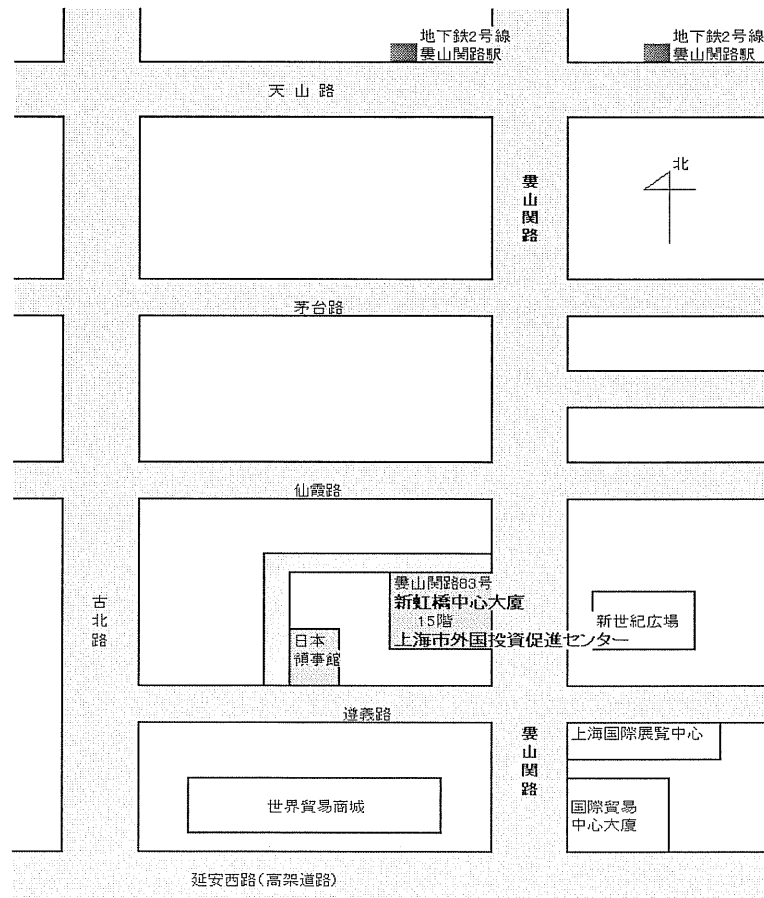 地下鉄2号線
婁山関路駅
地下鉄2号線
婁山関路駅
天山路
北
婁山関路
茅台路
仙霞路
古北路
婁山関路83号
新虹橋中心大廈
15階
上海市外国投資促進センター
日本
領事館
新世紀広場
遵義路
婁山関路
上海国際展覧中心
世界貿易商城
国際貿易
中心大廈
延安西路(高架道路)